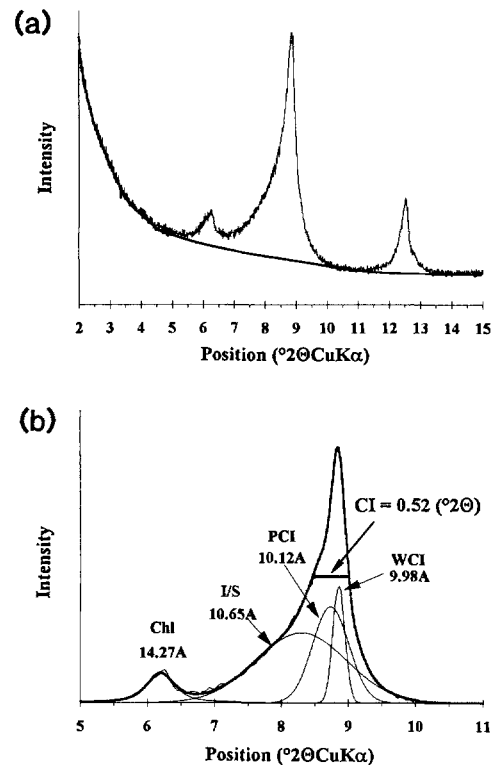 (a)
Intensity
2 3 4 5 6 7 8 9 10 11 12 13 14 15
Position (°2ΘCuKα)
(b)
CI = 0.52 (°2Θ)
PCI
10.12A
WCI
9.98A
I/S
10.65A
Chl
14.27A
Intensity
5 6 7 8 9 10 11
Position (°2ΘCuKα)